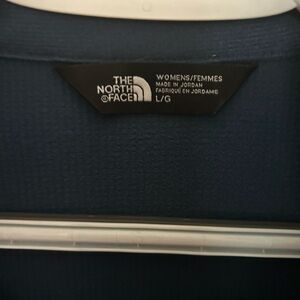 THE
NORTH
FACE
WOMENS/FEMMES
MADE IN JORDAN
FABRIQUÉ EN JORDANIE
L/G